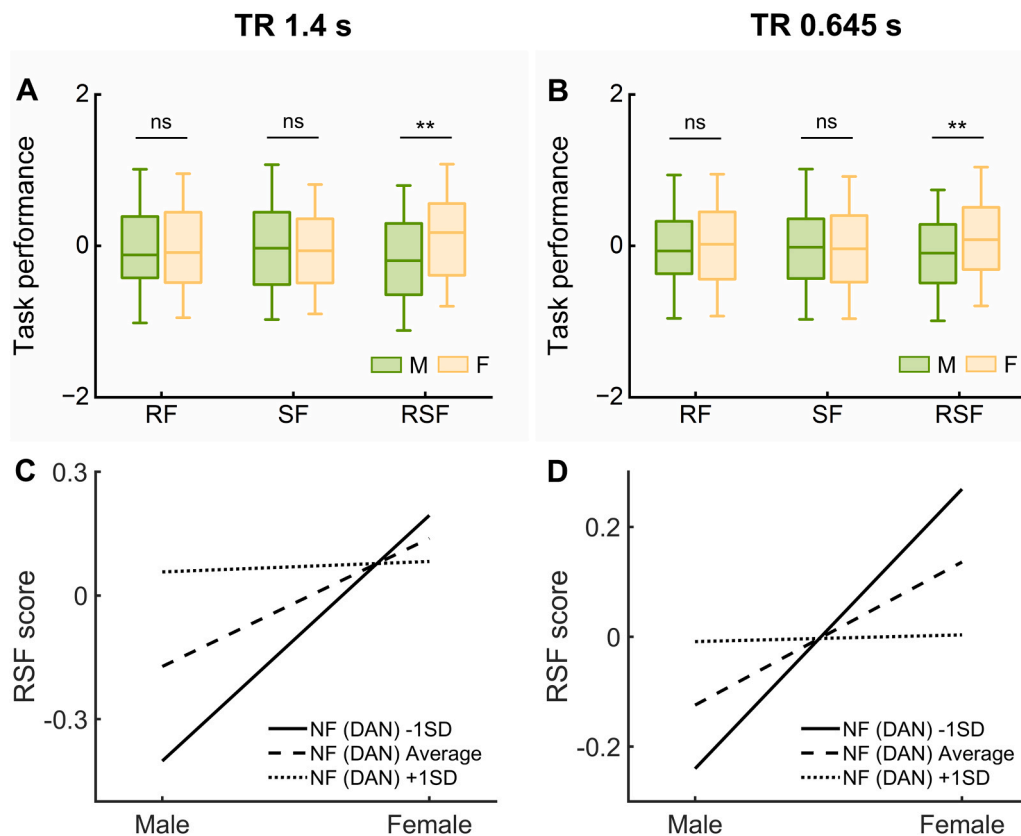 TR 1.4 s
TR 0.645 s
A
Task performance
2
0
−2
ns
ns
**
M
F
RF
SF
RSF
B
Task performance
2
0
−2
ns
ns
**
M
F
RF
SF
RSF
C
RSF score
0.3
0
-0.3
NF (DAN) -1SD
NF (DAN) Average
NF (DAN) +1SD
Male
Female
D
RSF score
0.2
0
-0.2
NF (DAN) -1SD
NF (DAN) Average
NF (DAN) +1SD
Male
Female